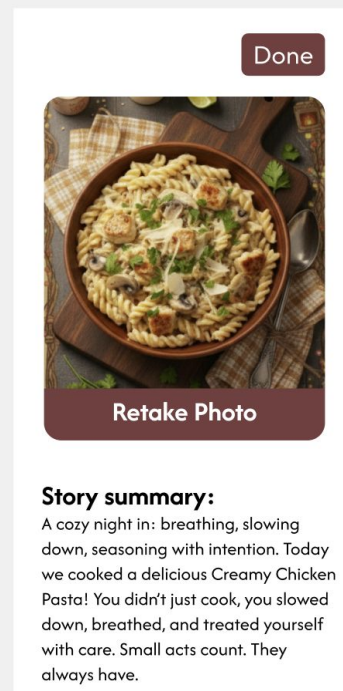 Done
Retake Photo
Story summary:
A cozy night in: breathing, slowing
down, seasoning with intention. Today
we cooked a delicious Creamy Chicken
Pasta! You didn’t just cook, you slowed
down, breathed, and treated yourself
with care. Small acts count. They
always have.